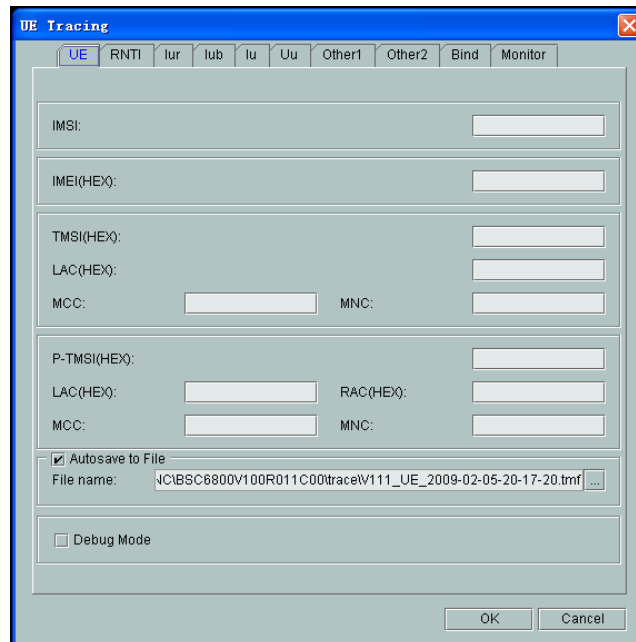 UE Tracing
UE RNTI Iur Iub Iu Uu Other1 Other2 Bind Monitor
IMSI:
IMEI(HEX):
TMSI(HEX):
LAC(HEX):
MCC: MNC:
P-TMSI(HEX):
LAC(HEX): RAC(HEX):
MCC: MNC:
Autosave to File
File name: \BSC6800V100R011C00\trace\V111_UE_2009-02-05-20-17-20.tmf ...
Debug Mode
OK Cancel